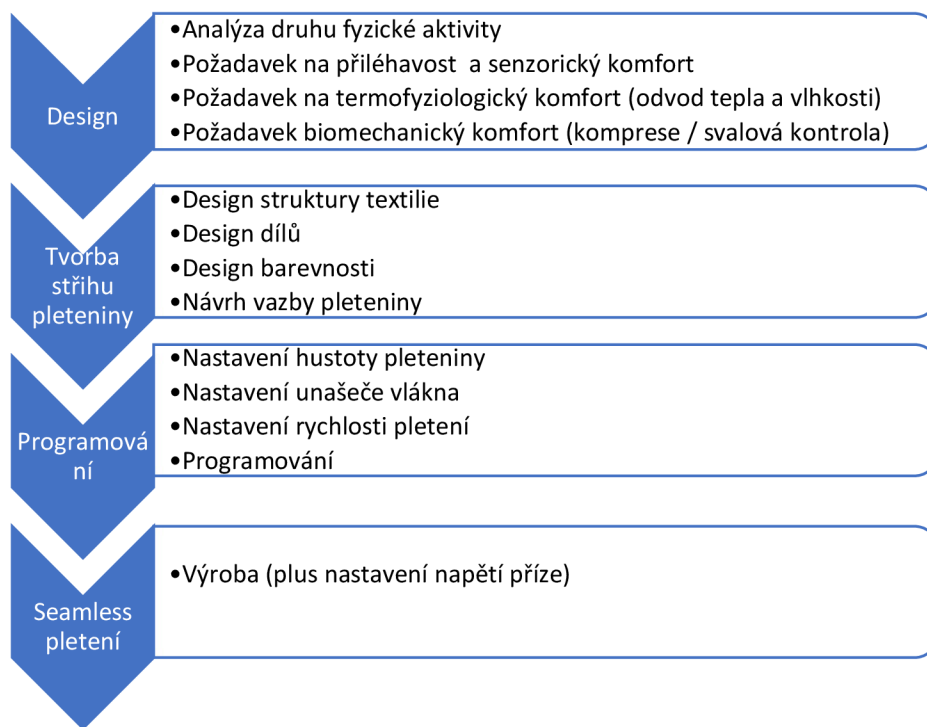 Design
•Analýza druhu fyzické aktivity
•Požadavek na přiléhavost  a senzorický komfort
•Požadavek na termofyziologický komfort (odvod tepla a vlhkosti)
•Požadavek biomechanický komfort (komprese / svalová kontrola)
Tvorba
střihu
pleteniny
•Design struktury textilie
•Design dílů
•Design barevnosti
•Návrh vazby pleteniny
Programová
ní
•Nastavení hustoty pleteniny
•Nastavení unašeče vlákna
•Nastavení rychlosti pletení
•Programování
Seamless
pletení
•Výroba (plus nastavení napětí příze)